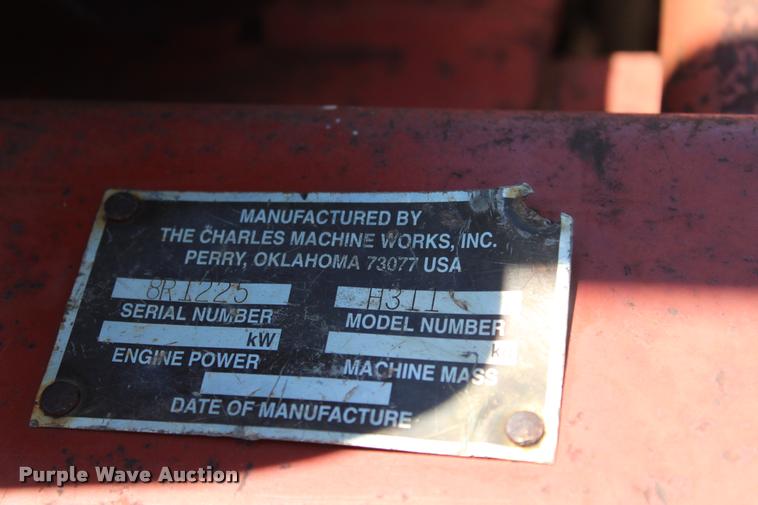 MANUFACTURED BY
THE CHARLES MACHINE WORKS, INC.
PERRY, OKLAHOMA 73077 USA
8R1225 H311
SERIAL NUMBER MODEL NUMBER
kW k
ENGINE POWER MACHINE MASS
DATE OF MANUFACTURE
Purple Wave Auction